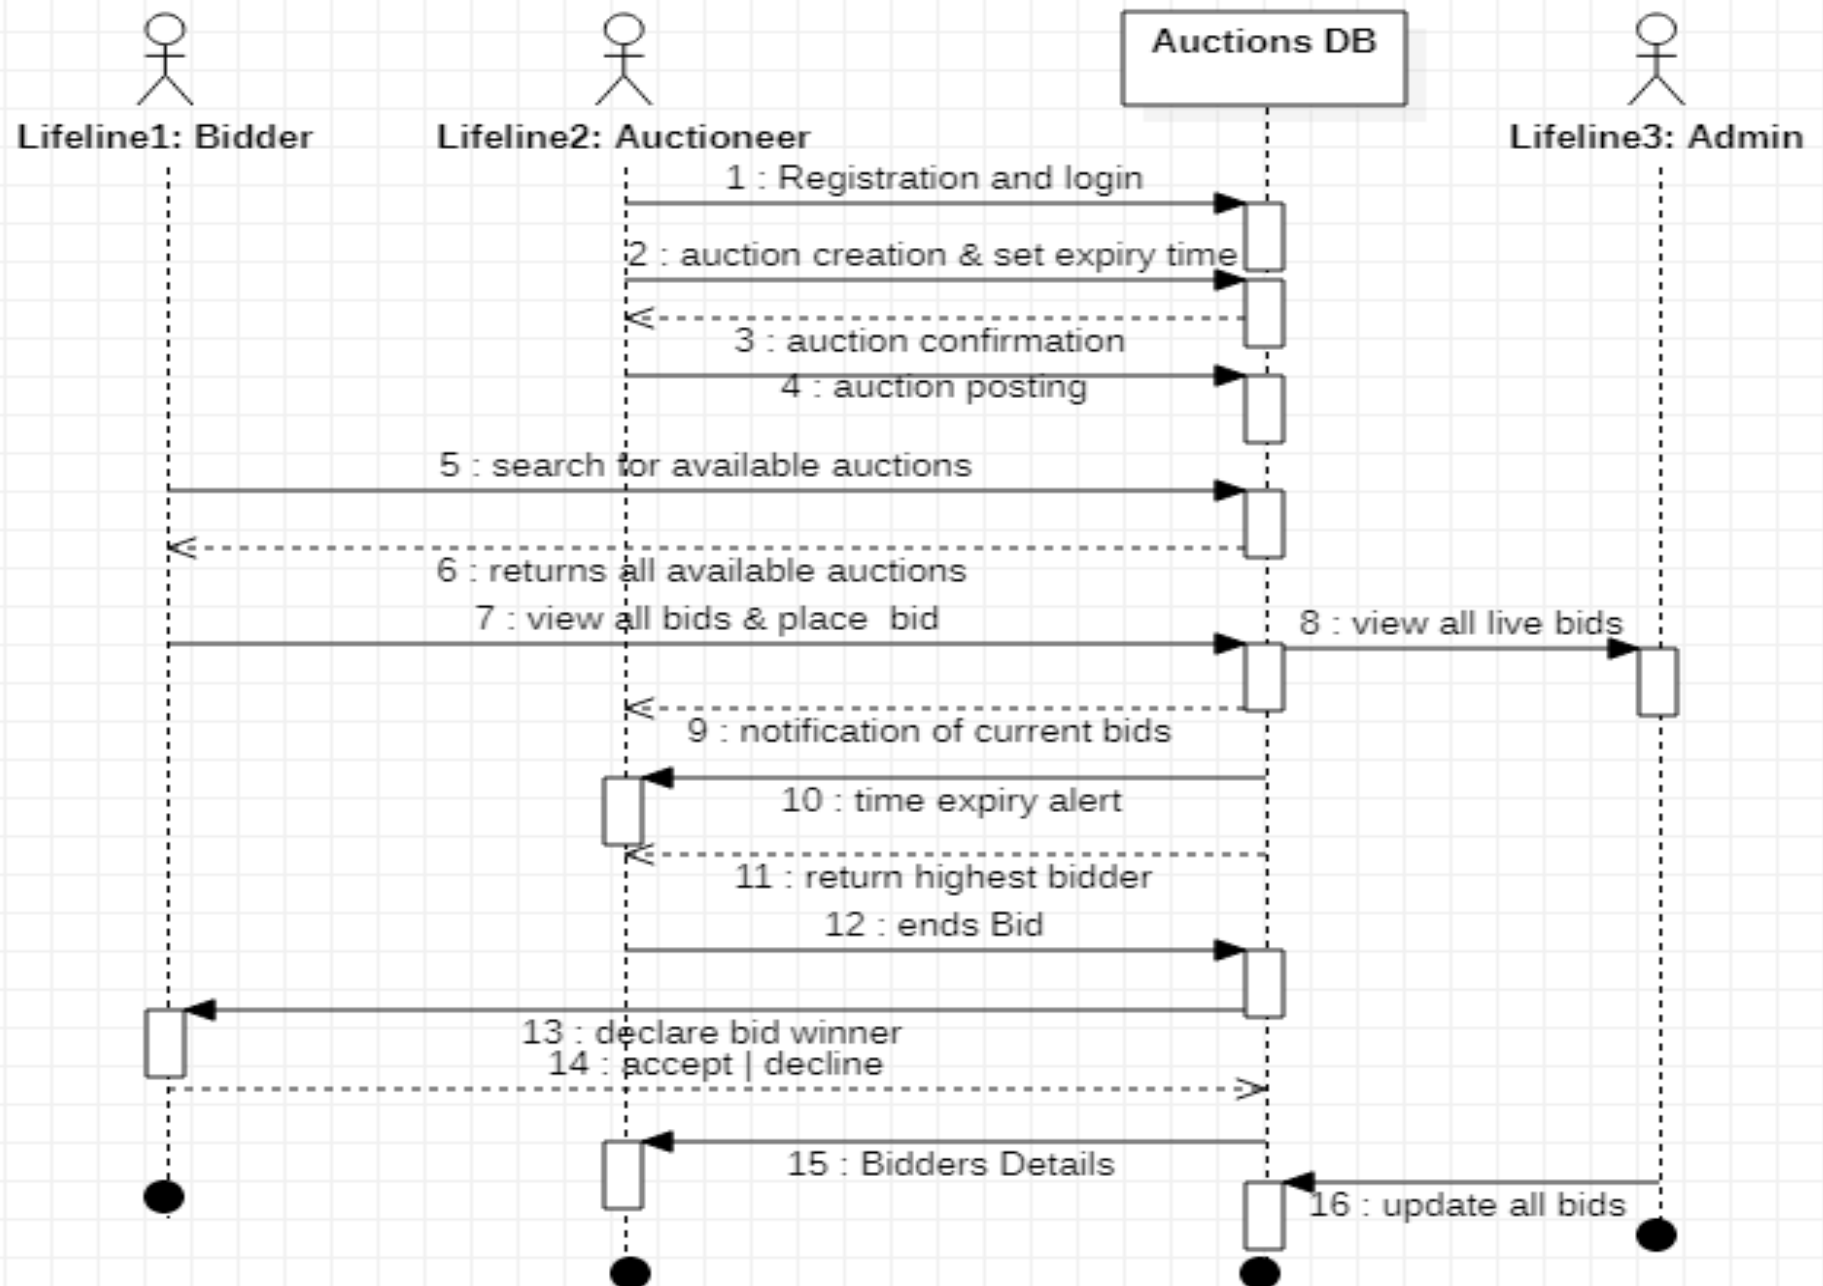 Auctions DB
Lifeline1: Bidder
Lifeline2: Auctioneer
Lifeline3: Admin
1 : Registration and login
2 : auction creation & set expiry time
3 : auction confirmation
4 : auction posting
5 : search for available auctions
6 : returns all available auctions
7 : view all bids & place  bid
8 : view all live bids
9 : notification of current bids
10 : time expiry alert
11 : return highest bidder
12 : ends Bid
13 : declare bid winner
14 : accept | decline
15 : Bidders Details
16 : update all bids